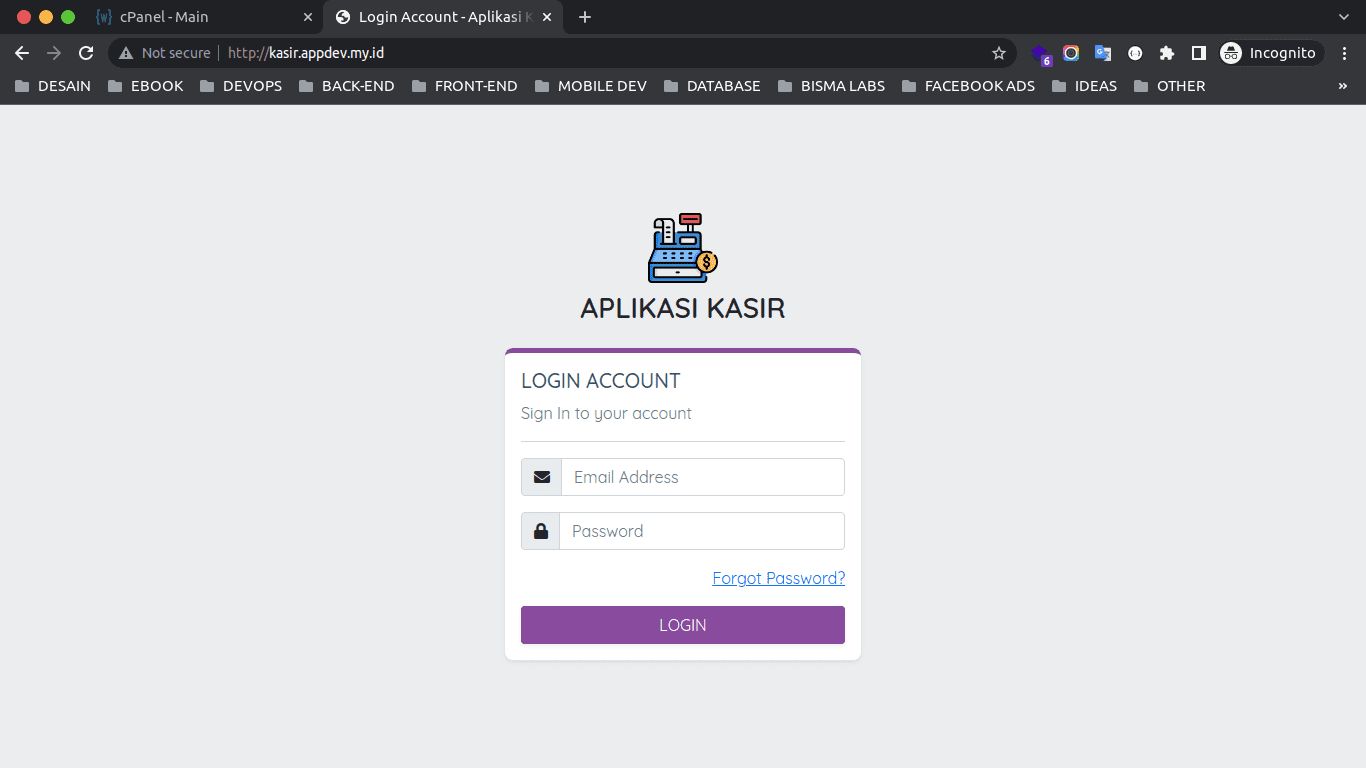 cPanel - Main
Login Account - Aplikasi K
Not secure
http://kasir.appdev.my.id
6
Incognito
DESAIN
EBOOK
DEVOPS
BACK-END
FRONT-END
MOBILE DEV
DATABASE
BISMA LABS
FACEBOOK ADS
IDEAS
OTHER
»
APLIKASI KASIR
LOGIN ACCOUNT
Sign In to your account
Email Address
Password
Forgot Password?
LOGIN